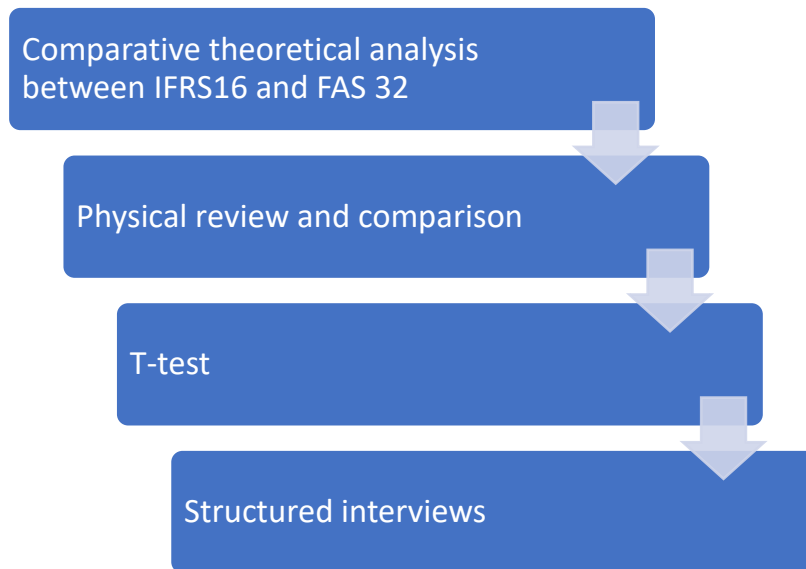 Comparative theoretical analysis
between IFRS16 and FAS 32
Physical review and comparison
T-test
Structured interviews